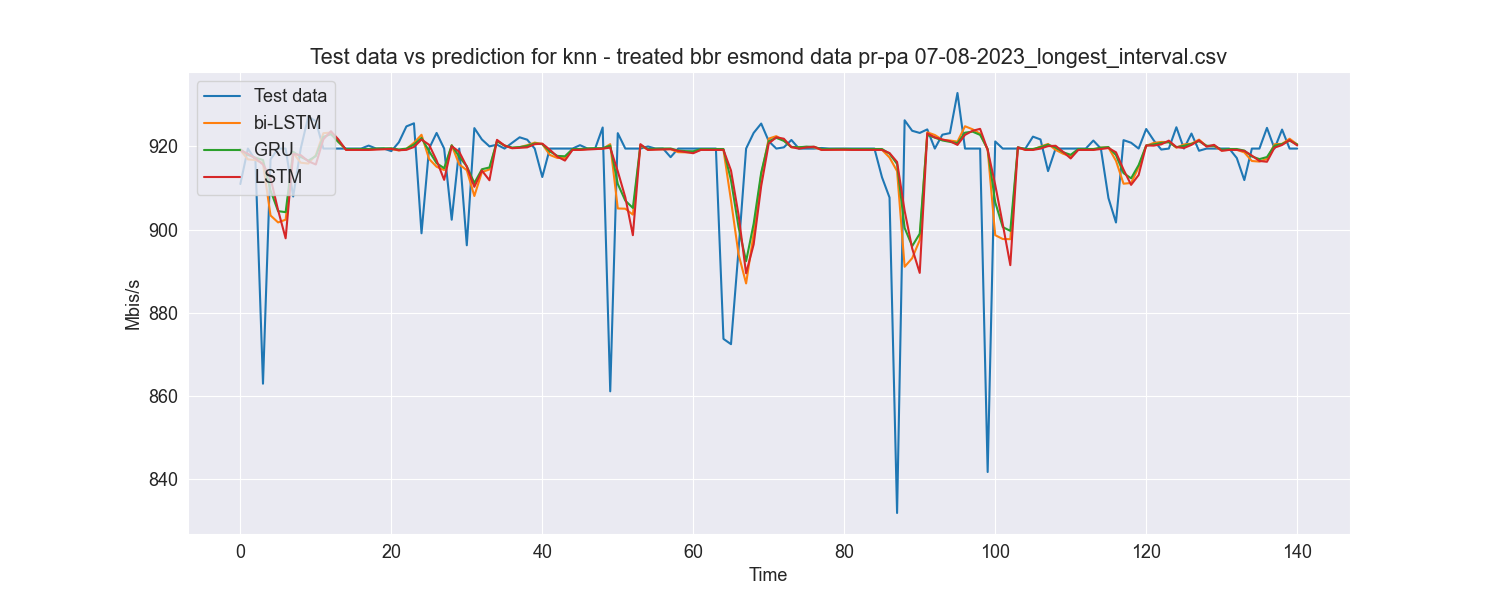 Test data vs prediction for knn - treated bbr esmond data pr-pa 07-08-2023_longest_interval.csv
Test data
bi-LSTM
GRU
LSTM
920
900
880
860
840
Mbis/s
0 20 40 60 80 100 120 140
Time